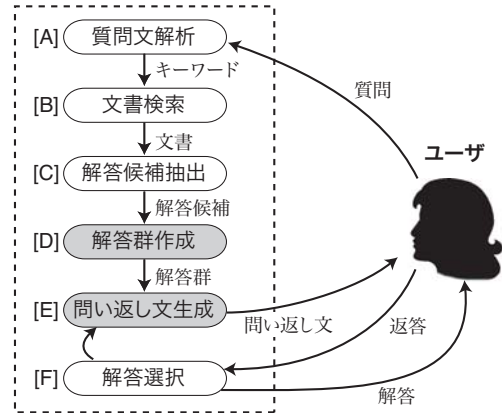 [A] 質問文解析
キーワード
質問
[B] 文書検索
文書
ユーザ
[C] 解答候補抽出
解答候補
[D] 解答群作成
解答群
[E] 問い返し文生成
問い返し文
返答
[F] 解答選択
解答